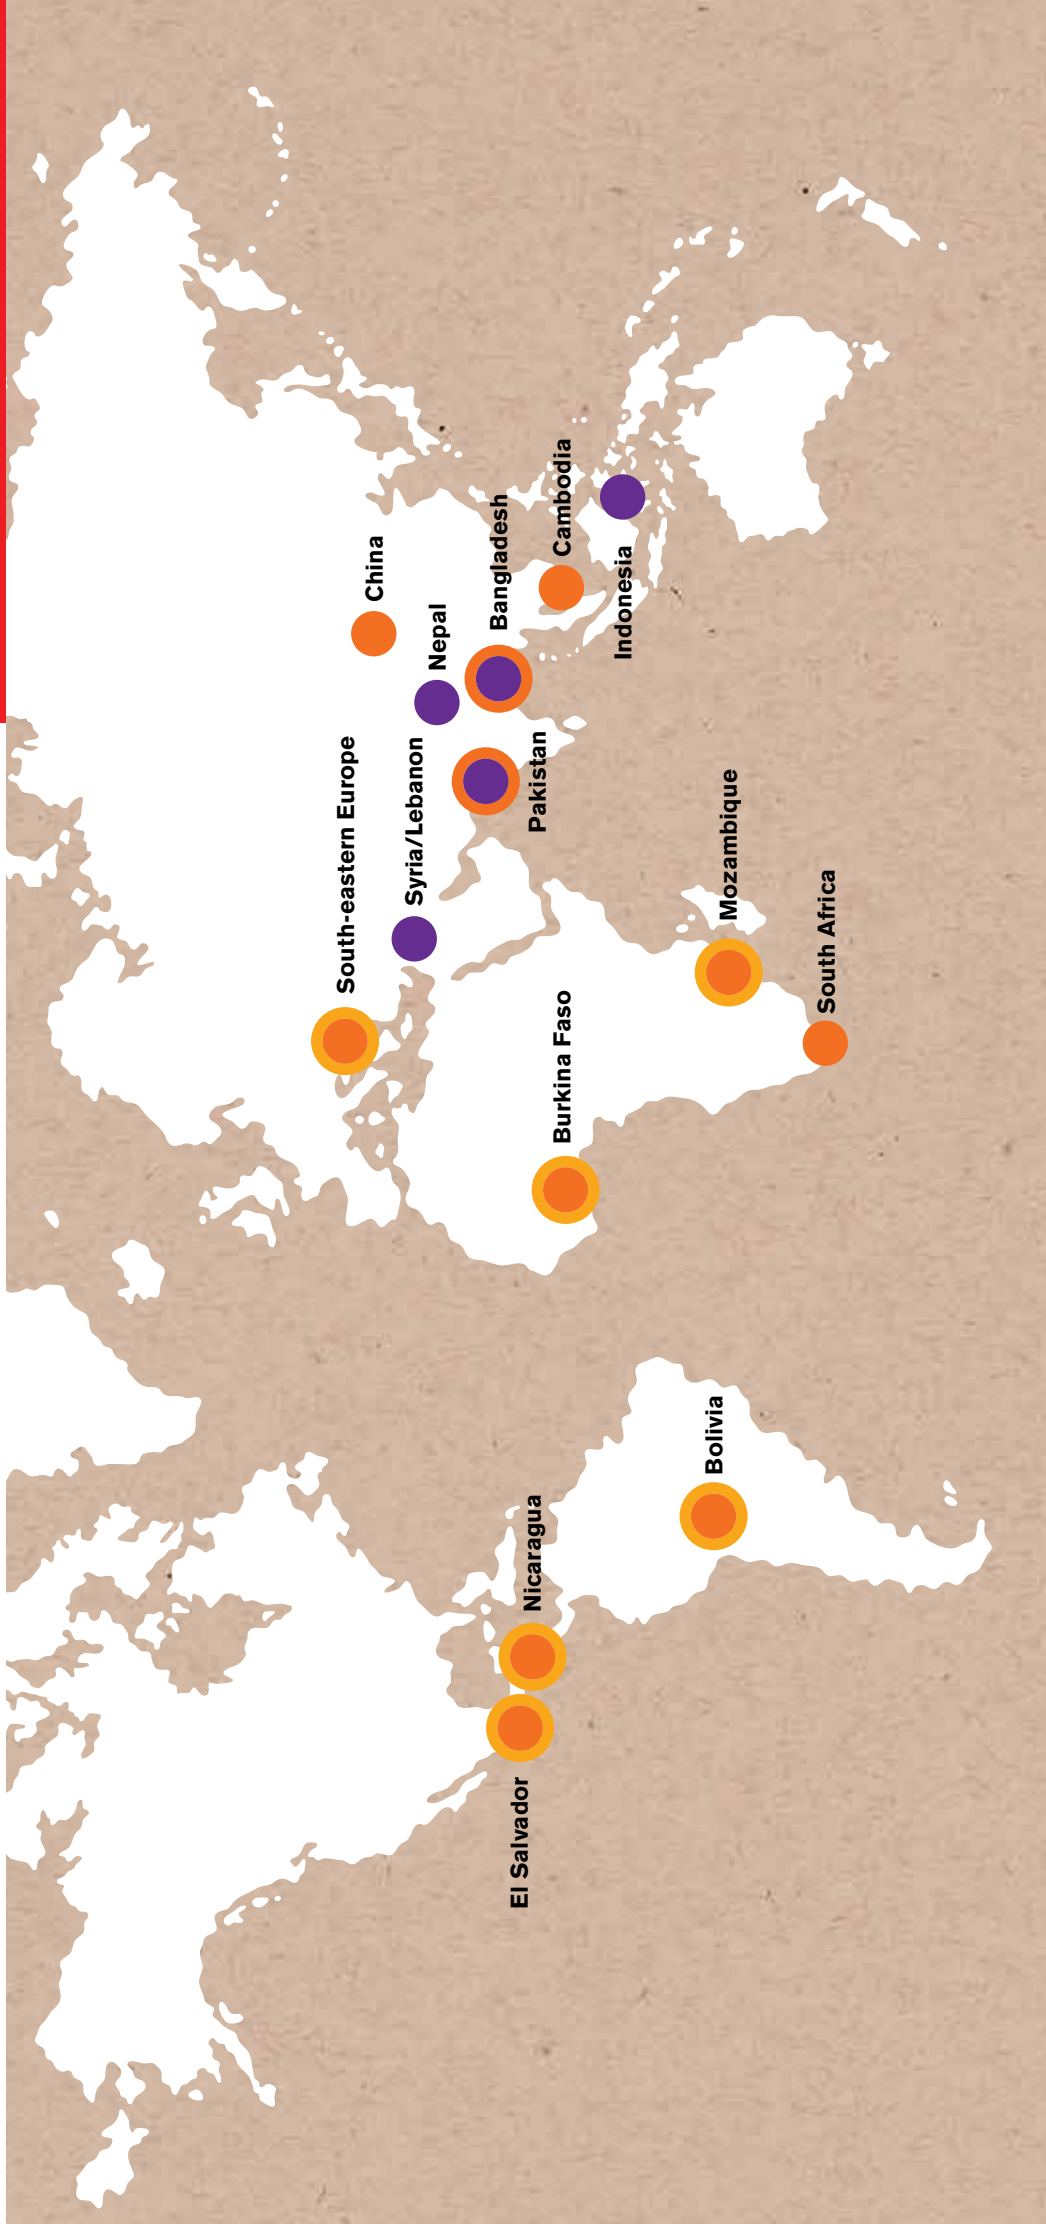 South-eastern Europe
China
Syria/Lebanon
Nepal
Bangladesh
Pakistan
Cambodia
Indonesia
El Salvador
Nicaragua
Burkina Faso
Bolivia
Mozambique
South Africa